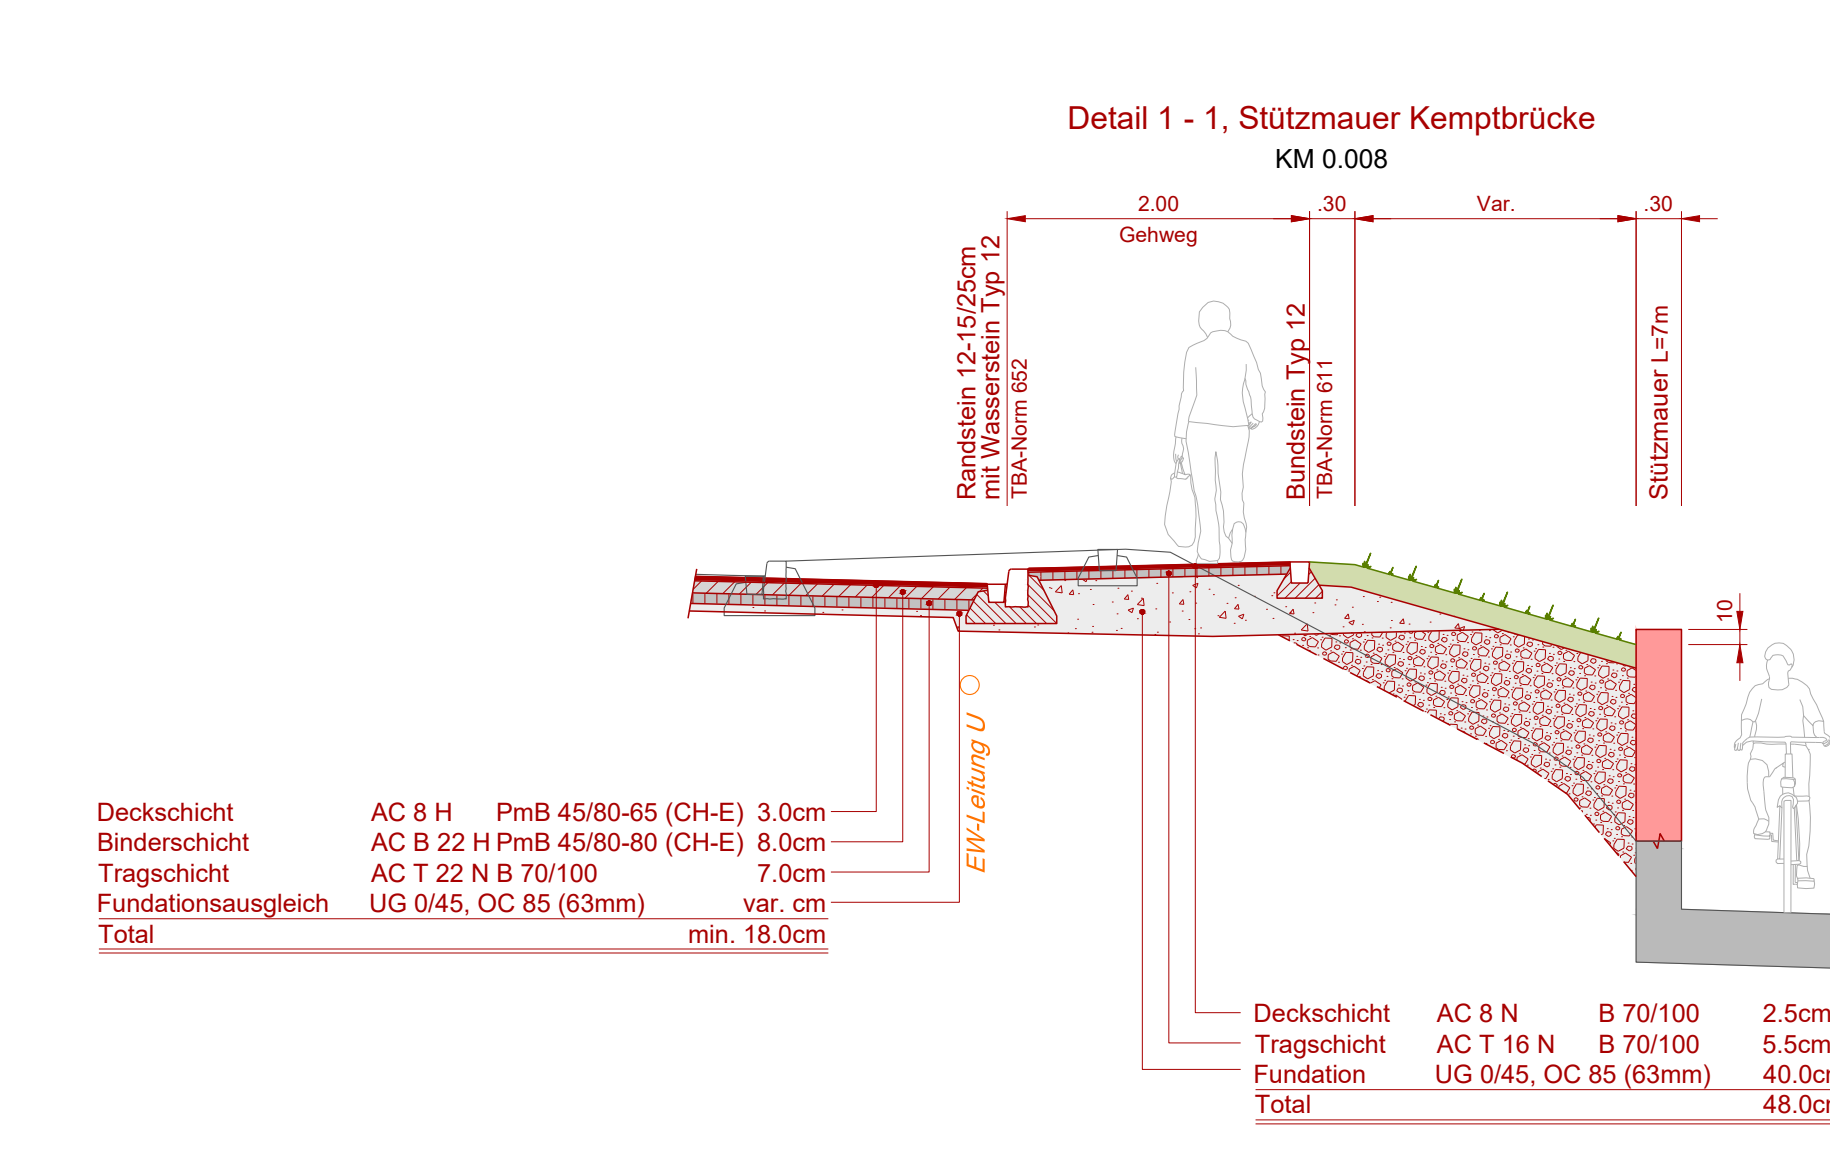 Detail 1 - 1, Stützmauer Kemptbrücke
KM 0.008
2.00 .30 Var. .30
Gehweg
Randstein 12-15/25cm
mit Wasserstein Typ 12
TBA-Norm 652
Bundstein Typ 12
TBA-Norm 611
Stützmauer L=7m
10
EW-Leitung U
Deckschicht AC 8 H PmB 45/80-65 (CH-E) 3.0cm
Binderschicht AC B 22 H PmB 45/80-80 (CH-E) 8.0cm
Tragschicht AC T 22 N B 70/100 7.0cm
Fundationsausgleich UG 0/45, OC 85 (63mm) var. cm
Total min. 18.0cm
Deckschicht AC 8 N B 70/100 2.5cm
Tragschicht AC T 16 N B 70/100 5.5cm
Fundation UG 0/45, OC 85 (63mm) 40.0c
Total 48.0c